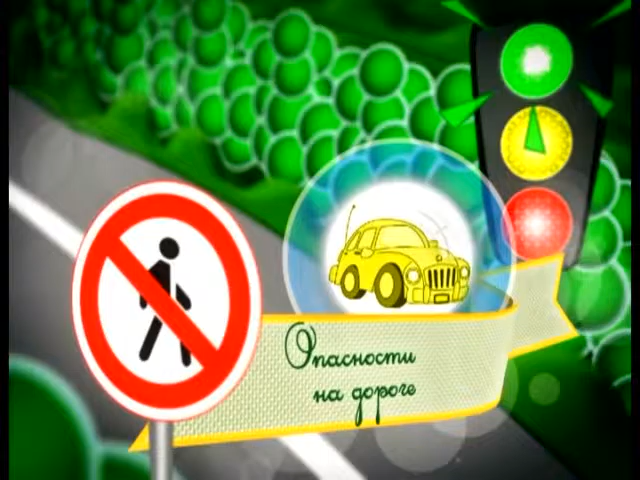 Опасности
на дороге